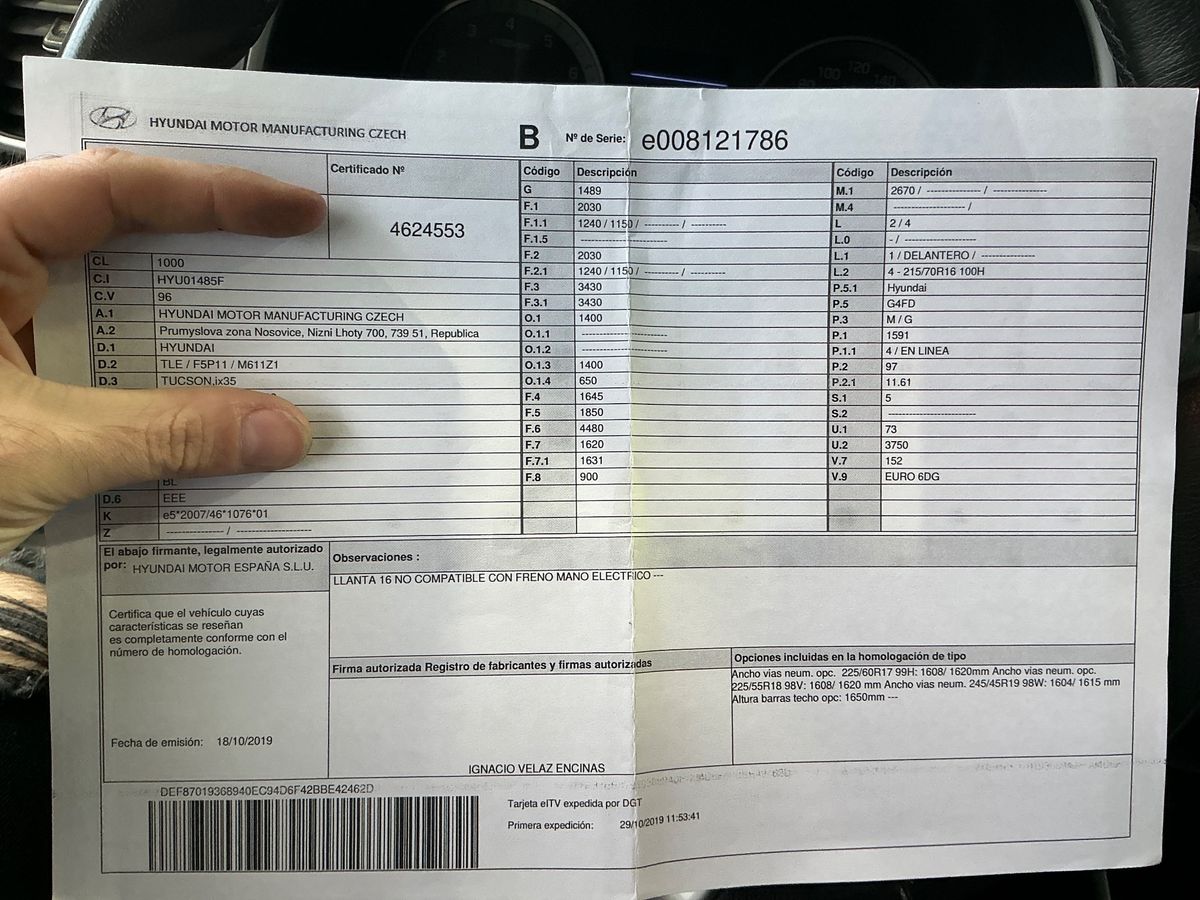 HYUNDAI MOTOR MANUFACTURING CZECH
B Nº de Serie: e008121786
Certificado Nº
4624553
CL 1000
C.I HYU01485F
C.V 96
A.1 HYUNDAI MOTOR MANUFACTURING CZECH
A.2 Prumyslova zona Nosovice, Nizni Lhoty 700, 739 51, Republica
D.1 HYUNDAI
D.2 TLE / F5P11 / M611Z1
D.3 TUCSON,ix35
BL
D.6 EEE
K e5*2007/46*1076*01
Z --------------- / --------------------
Código Descripción
G 1489
F.1 2030
F.1.1 1240 / 1150 / --------- / ---------
F.1.5 ----------------------
F.2 2030
F.2.1 1240 / 1150 / --------- / ---------
F.3 3430
F.3.1 3430
O.1 1400
O.1.1 ----------------------
O.1.2 ----------------------
O.1.3 1400
O.1.4 650
F.4 1645
F.5 1850
F.6 4480
F.7 1620
F.7.1 1631
F.8 900
Código Descripción
M.1 2670 / -------------- / --------------
M.4 ------------------- /
L 2 / 4
L.0 - / ------------------
L.1 1 / DELANTERO / --------------
L.2 4 - 215/70R16 100H
P.5.1 Hyundai
P.5 G4FD
P.3 M / G
P.1 1591
P.1.1 4 / EN LINEA
P.2 97
P.2.1 11.61
S.1 5
S.2 ----------------------
U.1 73
U.2 3750
V.7 152
V.9 EURO 6DG
El abajo firmante, legalmente autorizado
por: HYUNDAI MOTOR ESPAÑA S.L.U.
Certifica que el vehículo cuyas
características se reseñan
es completamente conforme con el
número de homologación.
Fecha de emisión: 18/10/2019
Observaciones :
LLANTA 16 NO COMPATIBLE CON FRENO MANO ELECTRICO ---
Firma autorizada Registro de fabricantes y firmas autorizadas
IGNACIO VELAZ ENCINAS
Opciones incluidas en la homologación de tipo
Ancho vias neum. opc. 225/60R17 99H: 1608/ 1620mm Ancho vias neum. opc.
225/55R18 98V: 1608/ 1620 mm Ancho vias neum. 245/45R19 98W: 1604/ 1615 mm
Altura barras techo opc: 1650mm ---
DEF87019368940EC94D6F42BBE42462D
Tarjeta eITV expedida por DGT
Primera expedición: 29/10/2019 11:53:41